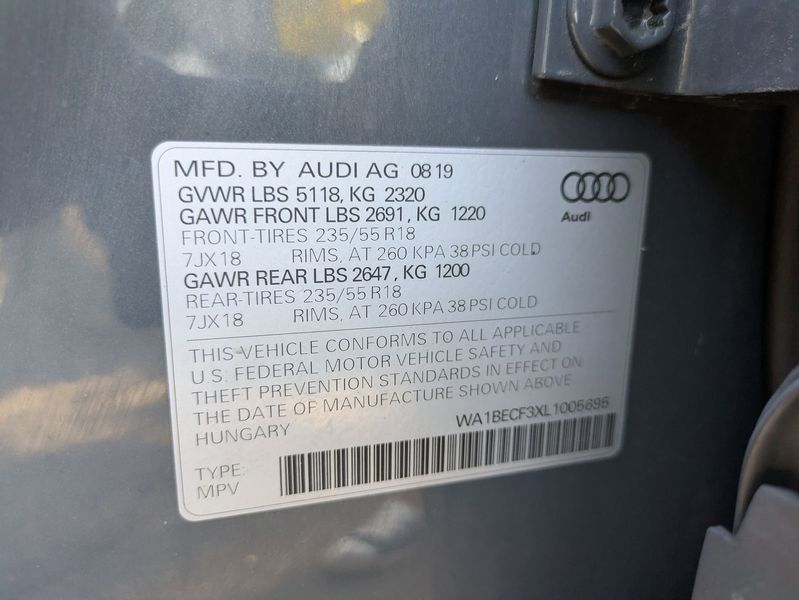 MFD. BY AUDI AG 08 19
GVWR LBS 5118, KG 2320
GAWR FRONT LBS 2691, KG 1220
FRONT-TIRES 235/55 R18
7JX18 RIMS, AT 260 KPA 38 PSI COLD
GAWR REAR LBS 2647, KG 1200
REAR-TIRES 235/55 R18
7JX18 RIMS, AT 260 KPA 38 PSI COLD
Audi
THIS VEHICLE CONFORMS TO ALL APPLICABLE
U.S. FEDERAL MOTOR VEHICLE SAFETY AND
THEFT PREVENTION STANDARDS IN EFFECT ON
THE DATE OF MANUFACTURE SHOWN ABOVE
HUNGARY WA1BECF3XL1005695
TYPE:
MPV